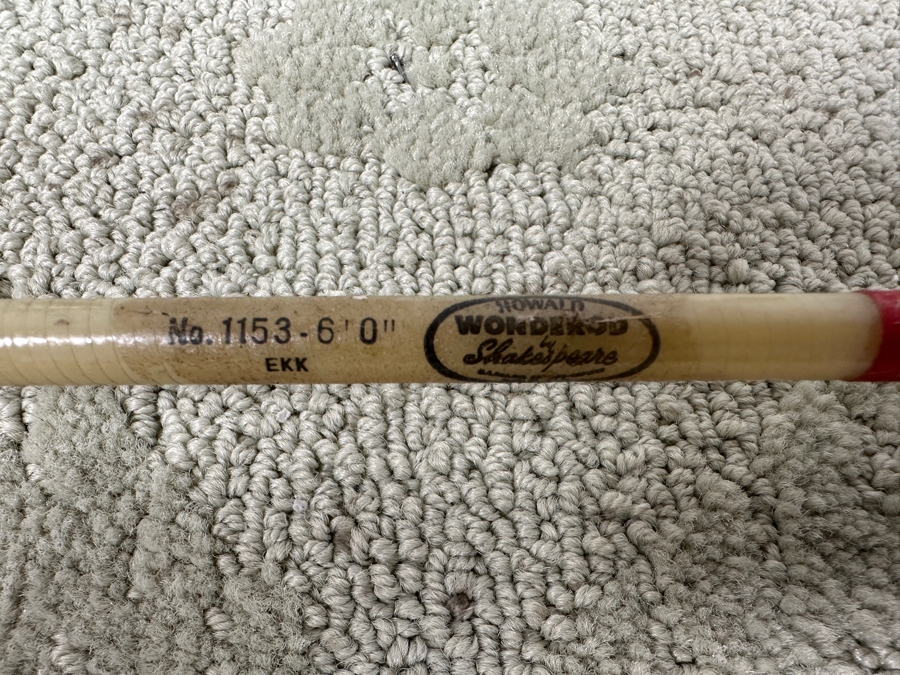 No. 1153-6'0"
EKK
HOWALD
WONDEROD
by
Shakespeare